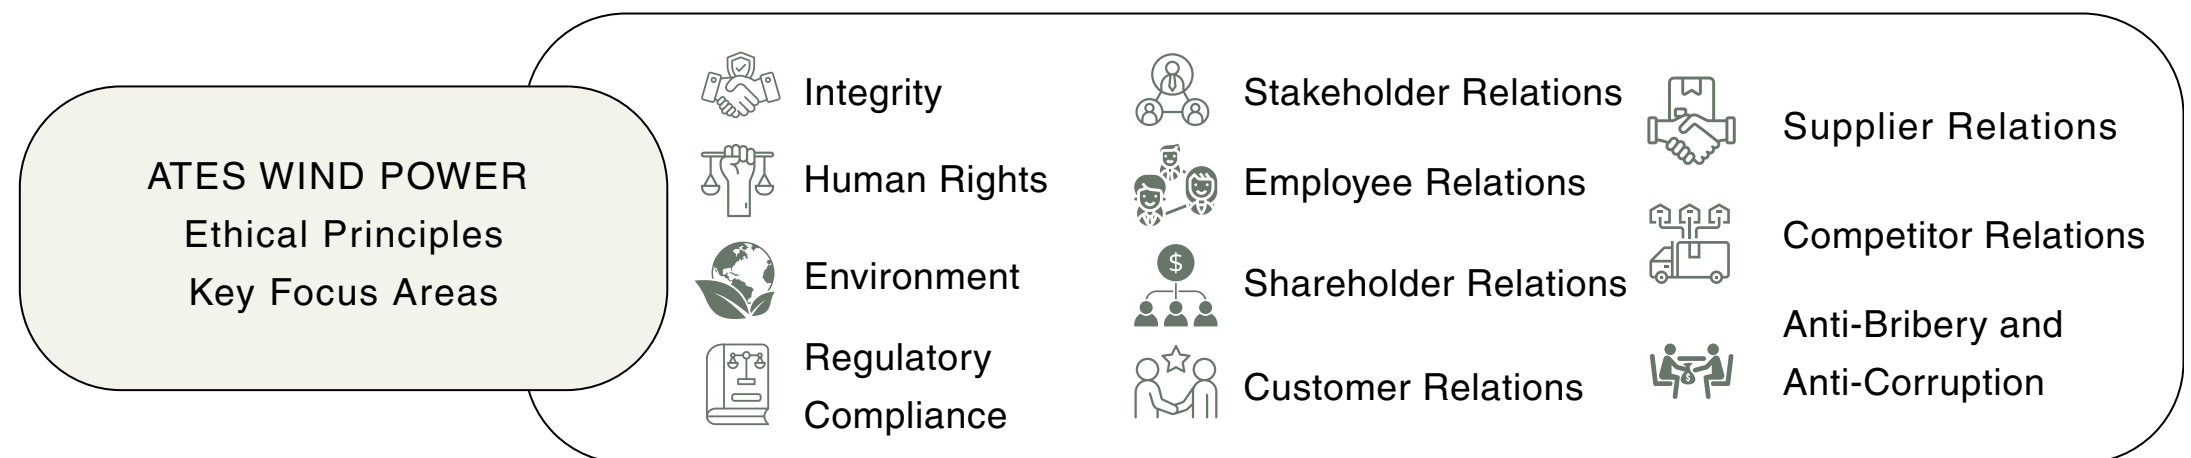 ATES WIND POWER
Ethical Principles
Key Focus Areas
Integrity
Human Rights
Environment
Regulatory
Compliance
Stakeholder Relations
Employee Relations
$
Shareholder Relations
Customer Relations
Supplier Relations
Competitor Relations
$
Anti-Bribery and
Anti-Corruption